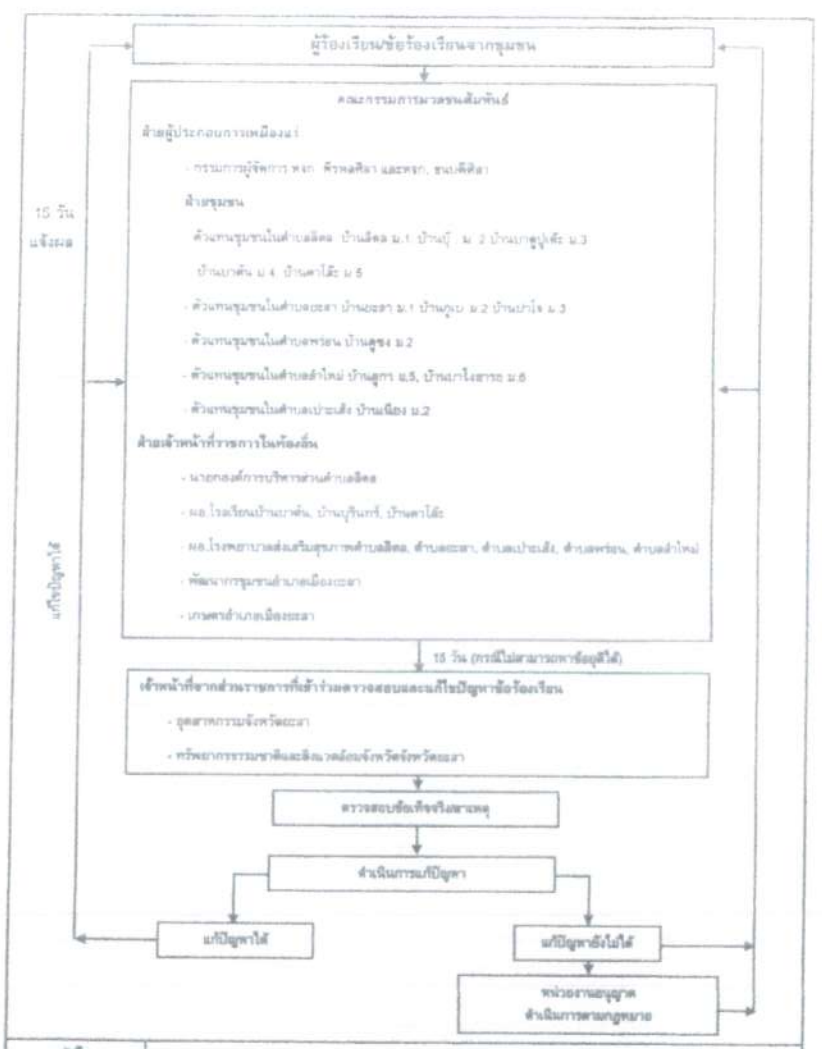 ผู้ร้องเรียน/ข้อร้องเรียนจากชุมชน
คณะกรรมการมวลชนสัมพันธ์
ฝ่ายผู้ประกอบการเหมืองแร่
- กรรมการผู้จัดการ หจก. พีรพลศิลา และหจก. ธนบดีศิลา
ฝ่ายชุมชน
ตัวแทนชุมชนในตำบลลิดล บ้านลิดล ม.1 บ้านบุ๊ ม. 2 บ้านบาตูปูเต๊ะ ม.3
บ้านบาตัน ม.4 บ้านตาโล๊ะ ม.5
- ตัวแทนชุมชนในตำบลยะลา บ้านยะลา ม.1 บ้านกูเบ ม.2 บ้านปาโจ ม.3
- ตัวแทนชุมชนในตำบลพร่อน บ้านดูซง ม.2
- ตัวแทนชุมชนในตำบลลำใหม่ บ้านลูกา ม.5, บ้านบาโงฮารอ ม.6
- ตัวแทนชุมชนในตำบลเปาะเส้ง บ้านเนียง ม.2
ฝ่ายเจ้าหน้าที่ราชการในท้องถิ่น
- นายกองค์การบริหารส่วนตำบลลิดล
- ผอ.โรงเรียนบ้านบาตัน, บ้านบุรินทร์, บ้านตาโล๊ะ
- ผอ.โรงพยาบาลส่งเสริมสุขภาพตำบลลิดล, ตำบลยะลา, ตำบลเปาะเส้ง, ตำบลพร่อน, ตำบลลำใหม่
- พัฒนากรชุมชนอำเภอเมืองยะลา
- เกษตรอำเภอเมืองยะลา
15 วัน
แจ้งผล
แก้ไขปัญหาได้
15 วัน (กรณีไม่สามารถหาข้อยุติได้)
เจ้าหน้าที่จากส่วนราชการที่เข้าร่วมตรวจสอบและแก้ไขปัญหาข้อร้องเรียน
- อุตสาหกรรมจังหวัดยะลา
- ทรัพยากรธรรมชาติและสิ่งแวดล้อมจังหวัดจังหวัดยะลา
ตรวจสอบข้อเท็จจริง/สาเหตุ
ดำเนินการแก้ปัญหา
แก้ปัญหาได้
แก้ปัญหายังไม่ได้
หน่วยงานอนุญาต
ดำเนินการตามกฎหมาย